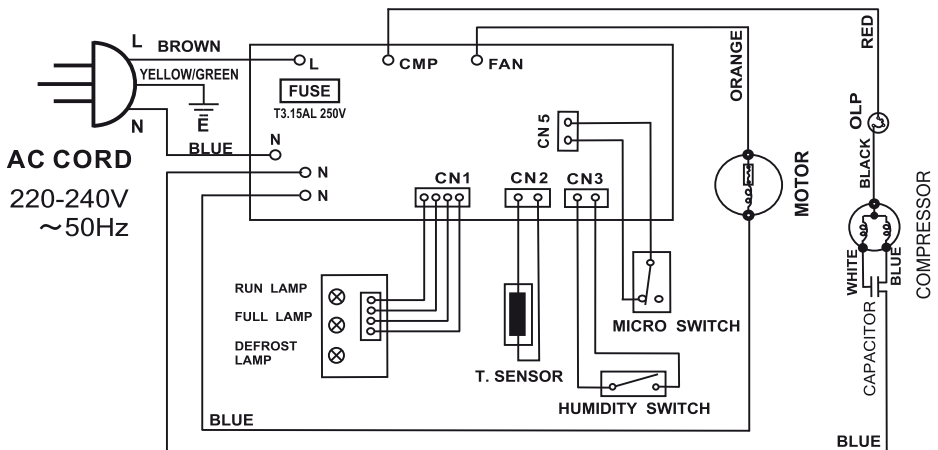 L
BROWN
YELLOW/GREEN
E
N
BLUE
AC CORD
220-240V
～50Hz
L
CMP
FAN
FUSE
T3.15AL 250V
N
N
N
CN1
CN2
CN3
CN5
ORANGE
MOTOR
RED
OLP
BLACK
COMPRESSOR
WHITE
BLUE
CAPACITOR
RUN LAMP
FULL LAMP
DEFROST
LAMP
T. SENSOR
MICRO SWITCH
HUMIDITY SWITCH
BLUE
BLUE